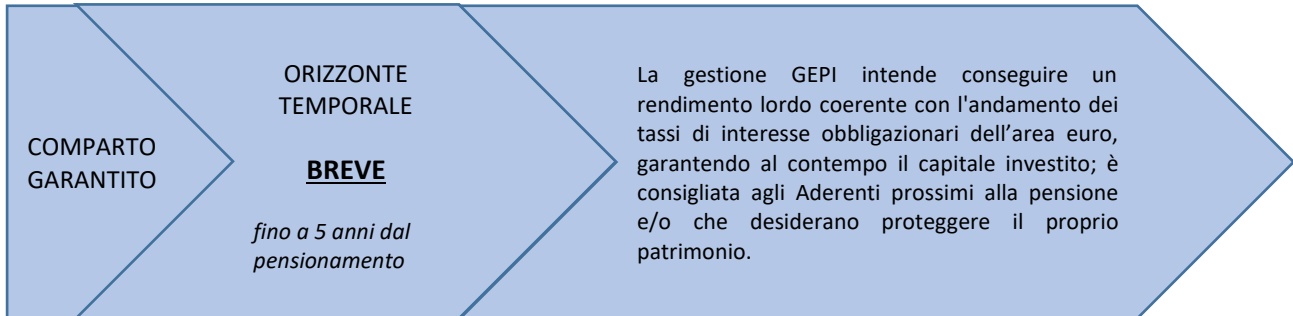 COMPARTO
GARANTITO
ORIZZONTE
TEMPORALE
BREVE
fino a 5 anni dal
pensionamento
La gestione GEPI intende conseguire un
rendimento lordo coerente con l'andamento dei
tassi di interesse obbligazionari dell’area euro,
garantendo al contempo il capitale investito; è
consigliata agli Aderenti prossimi alla pensione
e/o che desiderano proteggere il proprio
patrimonio.